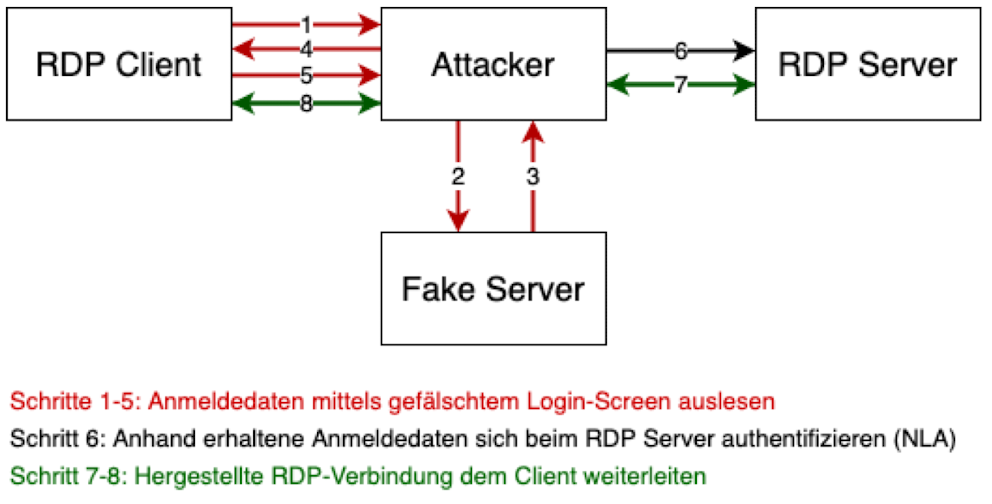 RDP Client
1
4
5
8
Attacker
6
7
RDP Server
2
3
Fake Server
Schritte 1-5: Anmeldedaten mittels gefälschtem Login-Screen auslesen
Schritt 6: Anhand erhaltene Anmeldedaten sich beim RDP Server authentifizieren (NLA)
Schritt 7-8: Hergestellte RDP-Verbindung dem Client weiterleiten